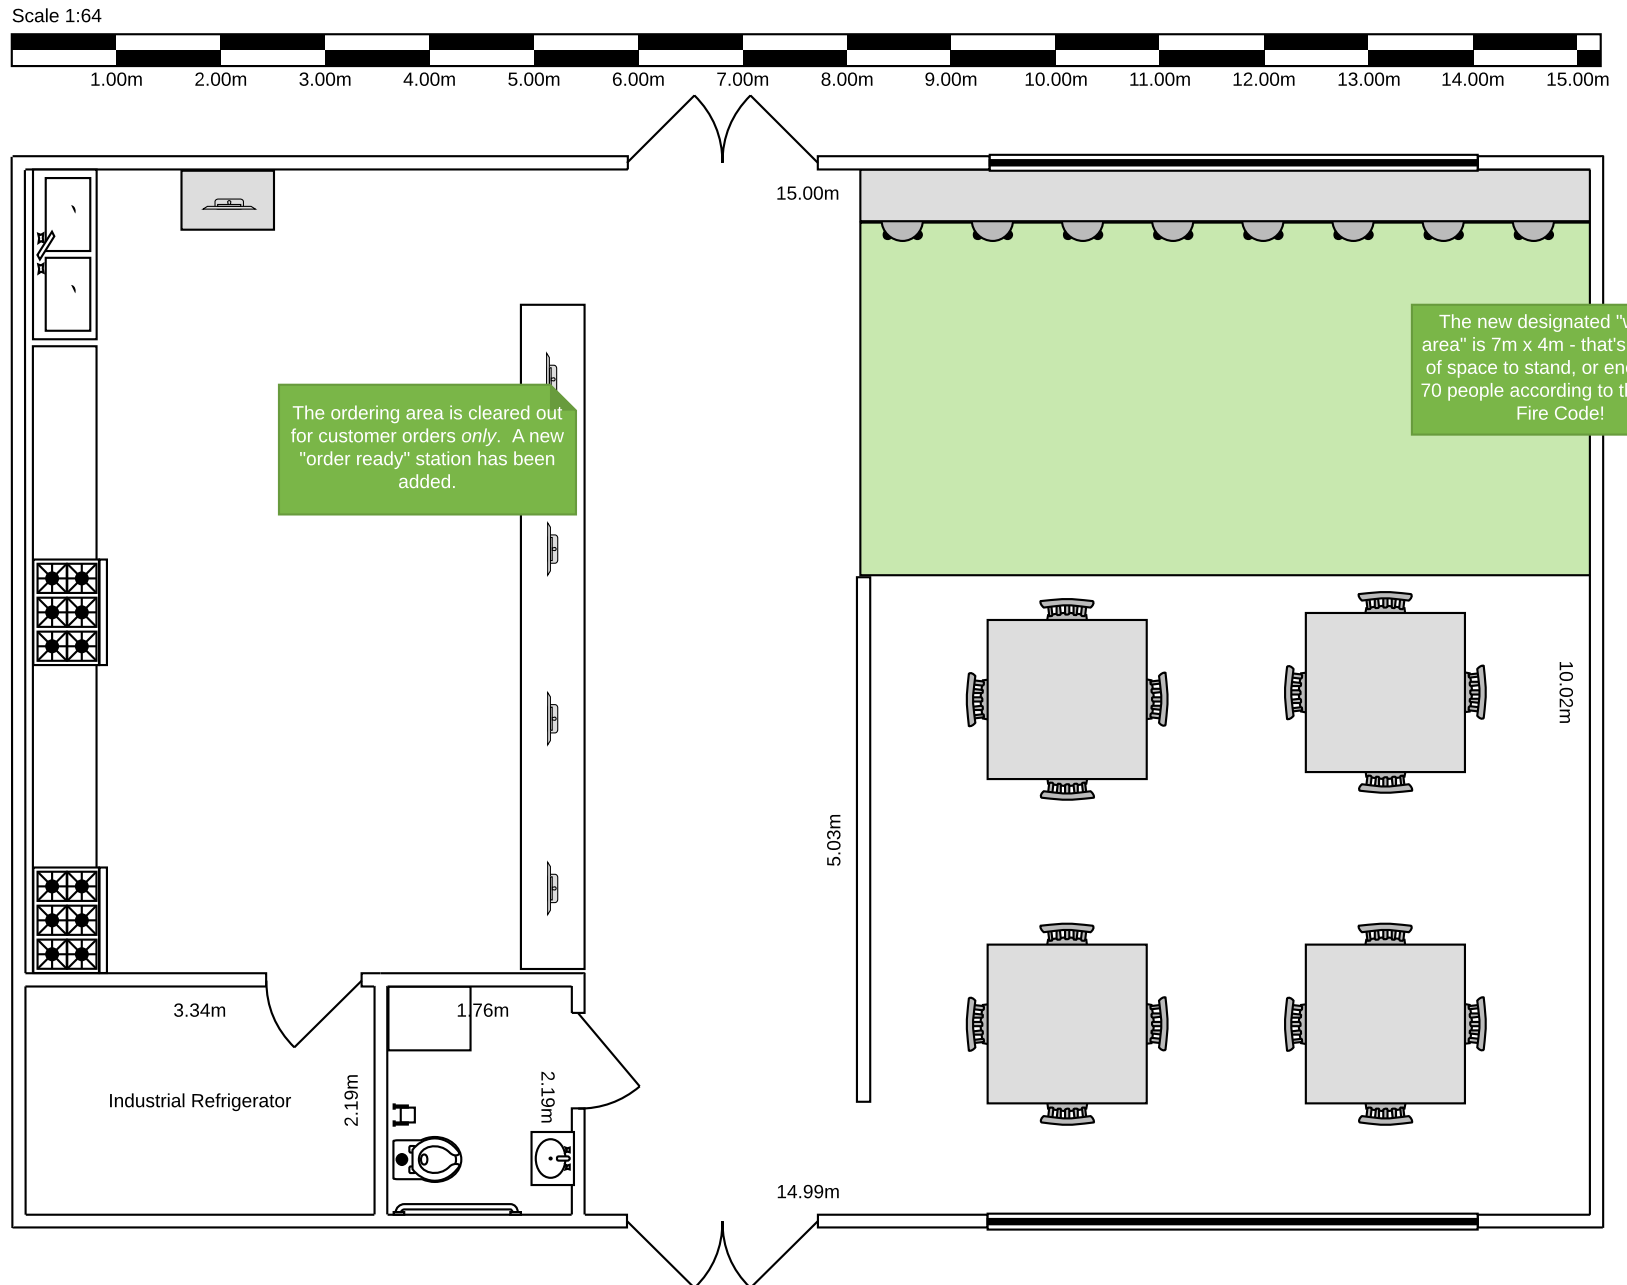 Scale 1:64
1.00m 2.00m 3.00m 4.00m 5.00m 6.00m 7.00m 8.00m 9.00m 10.00m 11.00m 12.00m 13.00m 14.00m 15.00m
15.00m
The new designated "w
area" is 7m x 4m - that's
of space to stand, or
70 people according to
Fire Code!
The ordering area is cleared out
for customer orders only. A new
"order ready" station has been
added.
10.02m
5.03m
3.34m
1.76m
2.19m
2.19m
Industrial Refrigerator
14.99m